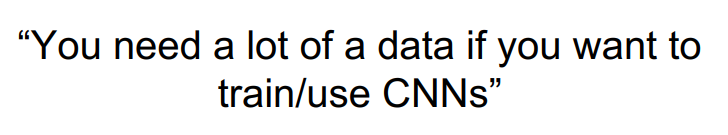 “You need a lot of a data if you want to
train/use CNNs”